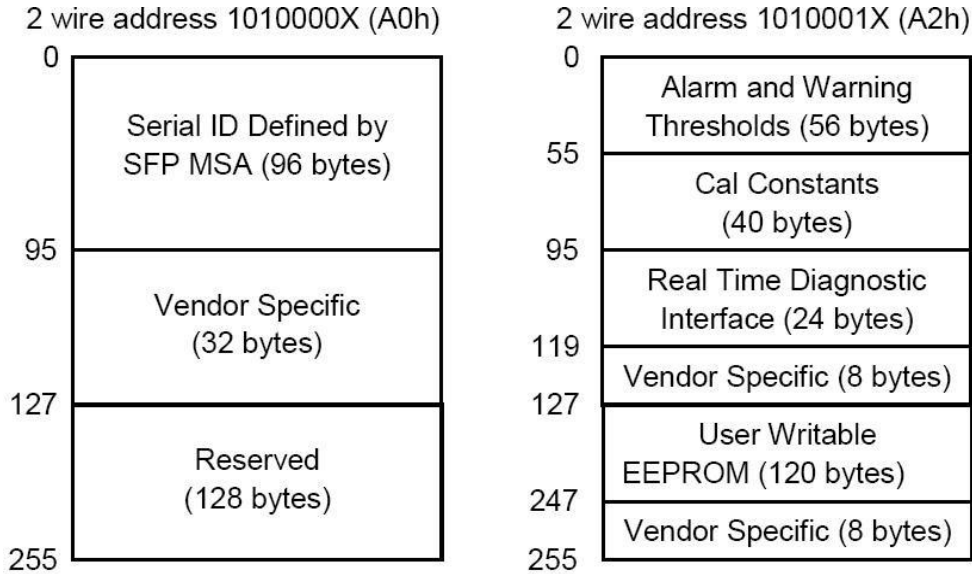 2 wire address 1010000X (A0h)
0
Serial ID Defined by
SFP MSA (96 bytes)
95
Vendor Specific
(32 bytes)
127
Reserved
(128 bytes)
255
2 wire address 1010001X (A2h)
0
Alarm and Warning
Thresholds (56 bytes)
55
Cal Constants
(40 bytes)
95
Real Time Diagnostic
Interface (24 bytes)
119
Vendor Specific (8 bytes)
127
User Writable
EEPROM (120 bytes)
247
Vendor Specific (8 bytes)
255